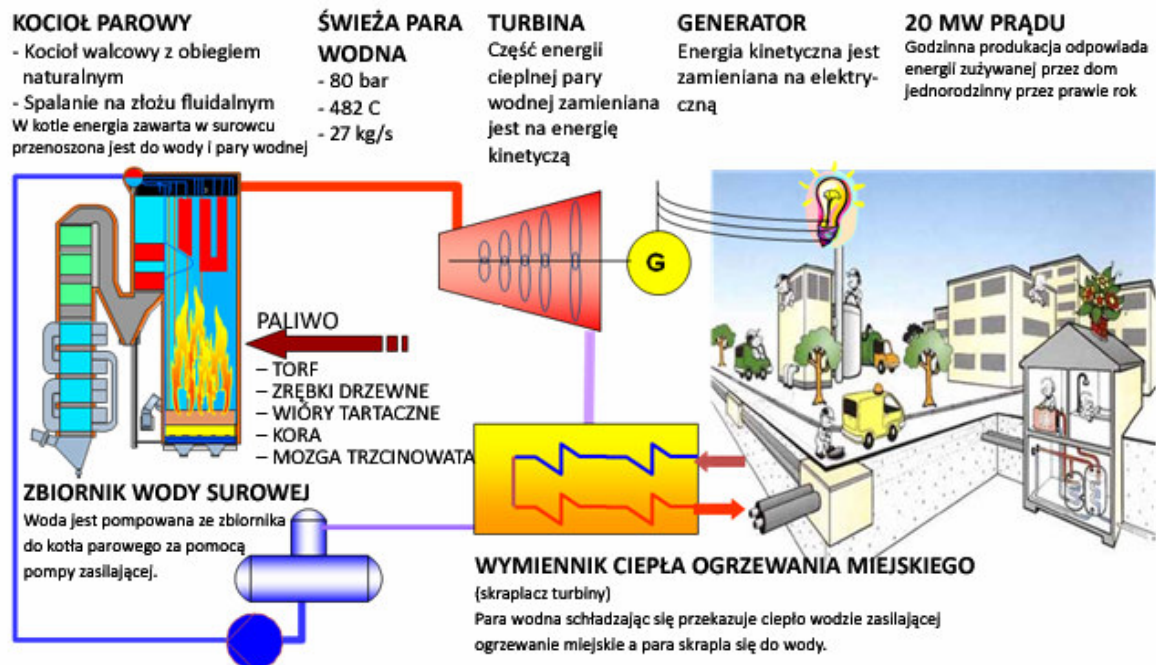 KOCIOŁ PAROWY
- Kocioł walcowy z obiegiem
naturalnym
- Spalanie na złożu fluidalnym
W kotle energia zawarta w surowcu
przenoszona jest do wody i pary wodnej
ŚWIEŻA PARA
WODNA
- 80 bar
- 482 C
- 27 kg/s
TURBINA
Część energii
cieplnej pary
wodnej zamieniana
jest na energię
kinetyczą
GENERATOR
Energia kinetyczna jest
zamieniana na elektry-
czną
20 MW PRĄDU
Godzinna produkacja odpowiada
energii zużywanej przez dom
jednorodzinny przez prawie rok
G
PALIWO
– TORF
– ZRĘBKI DRZEWNE
– WIÓRY TARTACZNE
– KORA
– MOZGA TRZCINOWATA
ZBIORNIK WODY SUROWEJ
Woda jest pompowana ze zbiornika
do kotła parowego za pomocą
pompy zasilającej.
WYMIENNIK CIEPŁA OGRZEWANIA MIEJSKIEGO
(skraplacz turbiny)
Para wodna schładzając się przekazuje ciepło wodzie zasilającej
ogrzewanie miejskie a para skrapla się do wody.